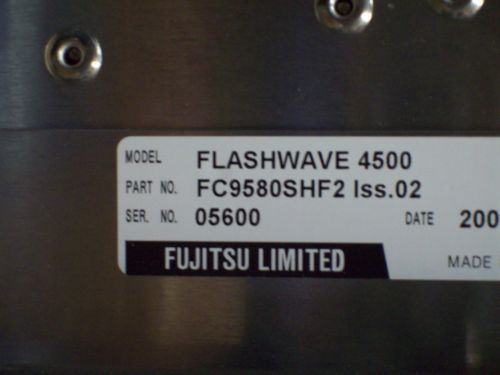 MODEL FLASHWAVE 4500
PART NO. FC9580SHF2 Iss.02
SER. NO. 05600 DATE 200
FUJITSU LIMITED MADE